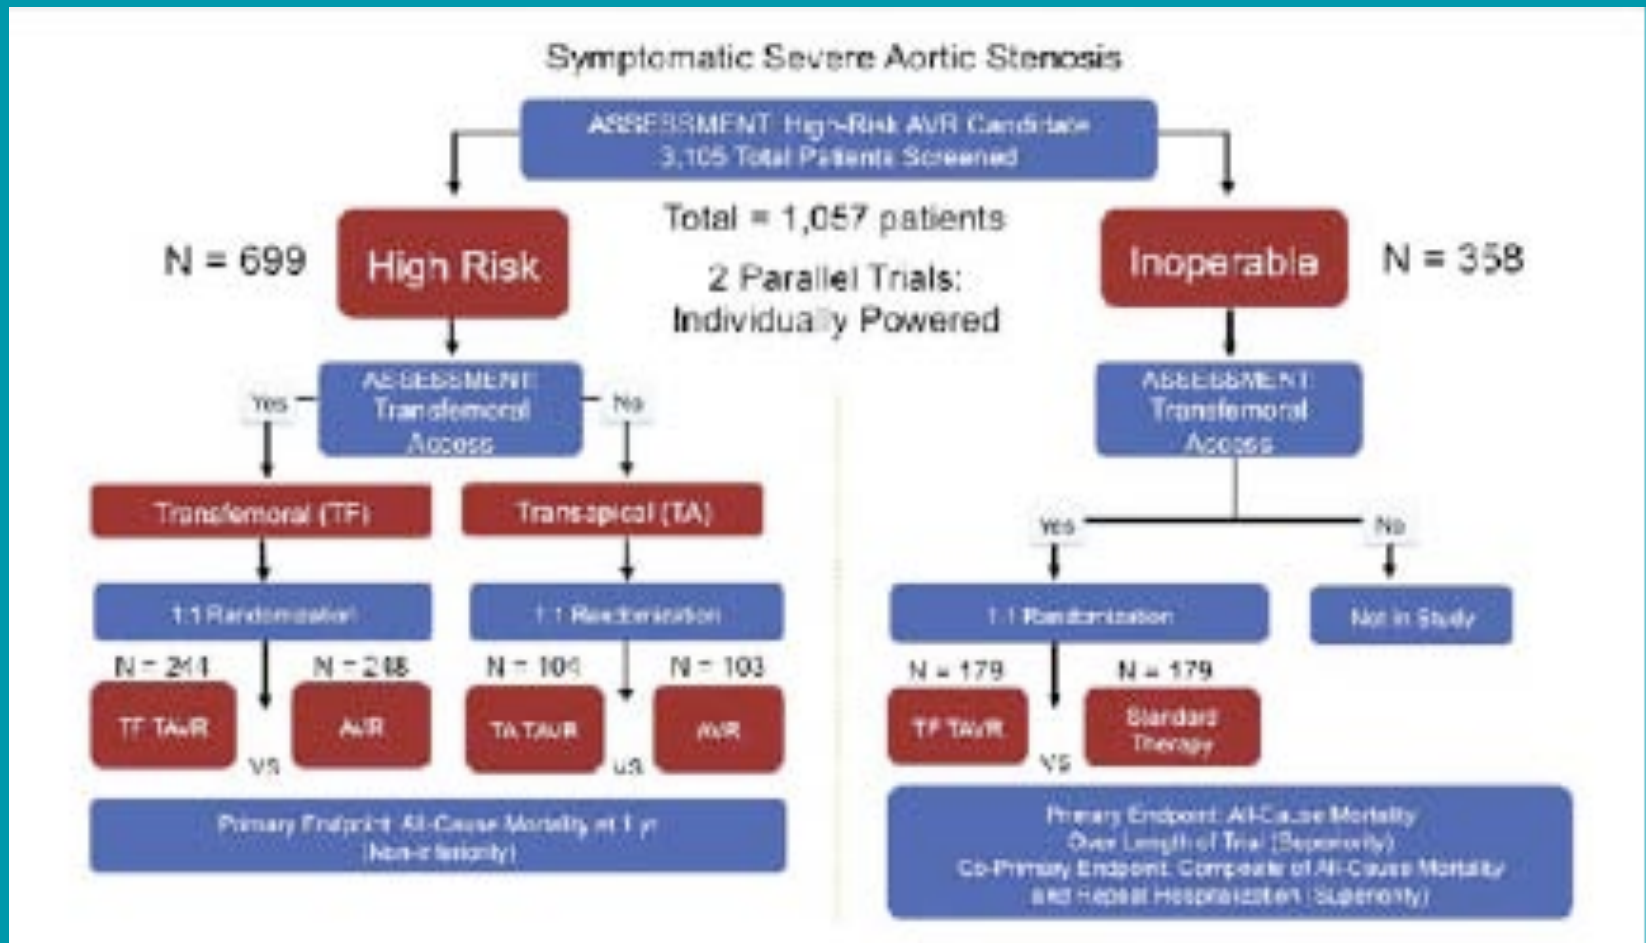 Symptomatic Severe Aortic Stenosis
ASSESSMENT: High-Risk AVR Candidate
3,105 Total Patients Screened
Total = 1,057 patients
2 Parallel Trials:
Individually Powered
N = 699
High Risk
Inoperable
N = 358
ASSESSMENT:
Transfemoral
Access
Yes
No
ASSESSMENT:
Transfemoral
Access
Transfemoral (TF)
Transapical (TA)
Yes
No
1:1 Randomization
1:1 Randomization
1:1 Randomization
Not In Study
N = 244
N = 248
N = 104
N = 103
N = 179
N = 179
TF TAVR
VS
AVR
TA TAVR
VS
AVR
TF TAVR
VS
Standard
Therapy
Primary Endpoint: All-Cause Mortality at 1 yr
(Non-inferiority)
Primary Endpoint: All-Cause Mortality
Over Length of Trial (Superiority)
Co-Primary Endpoint: Composite of All-Cause Mortality
and Repeat Hospitalization (Superiority)